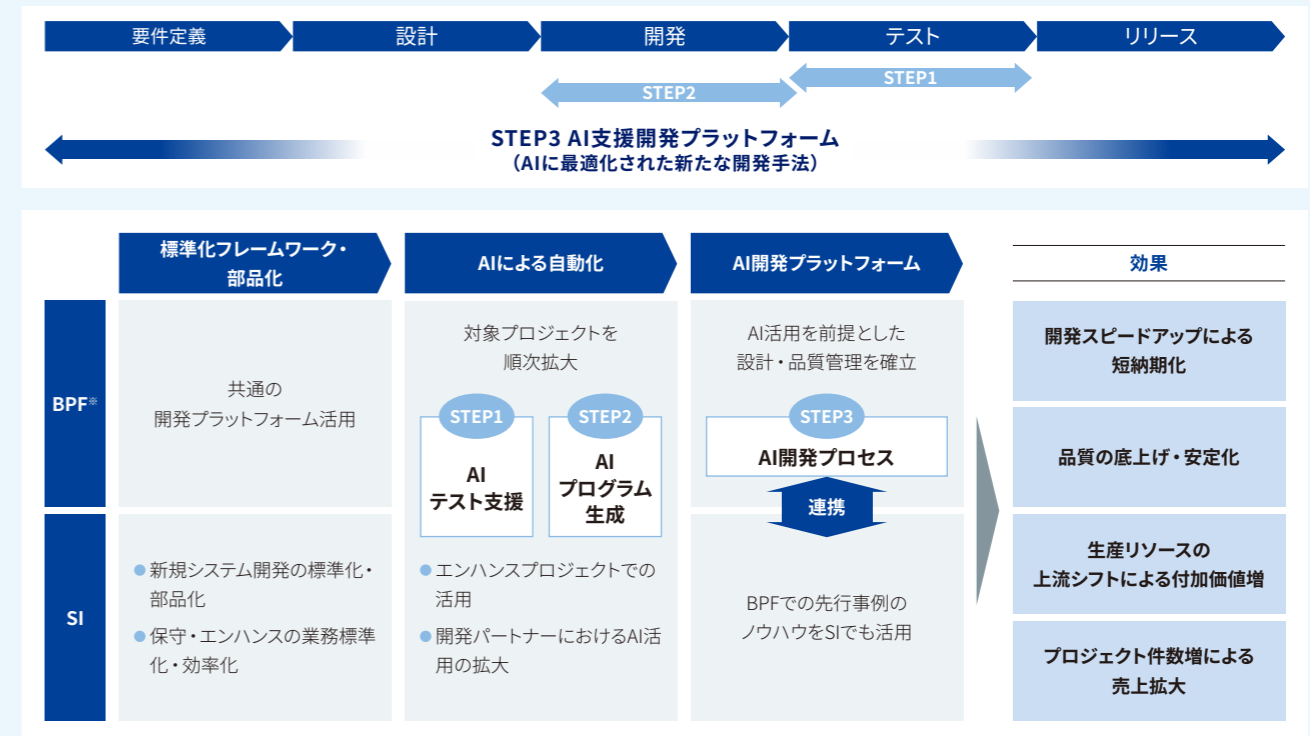 要件定義
設計
開発
テスト
リリース
STEP1
STEP2
STEP3 AI支援開発プラットフォーム
（AIに最適化された新たな開発手法）
標準化フレームワーク・
部品化
AIによる自動化
AI開発プラットフォーム
効果
BPF※
共通の
開発プラットフォーム活用
対象プロジェクトを
順次拡大
STEP1
AI
テスト支援
STEP2
AI
プログラム
生成
AI活用を前提とした
設計・品質管理を確立
STEP3
AI開発プロセス
連携
SI
●新規システム開発の標準化・
部品化
●保守・エンハンスの業務標準
化・効率化
●エンハンスプロジェクトでの
活用
●開発パートナーにおけるAI活
用の拡大
BPFでの先行事例の
ノウハウをSIでも活用
開発スピードアップによる
短納期化
品質の底上げ・安定化
生産リソースの
上流シフトによる付加価値増
プロジェクト件数増による
売上拡大